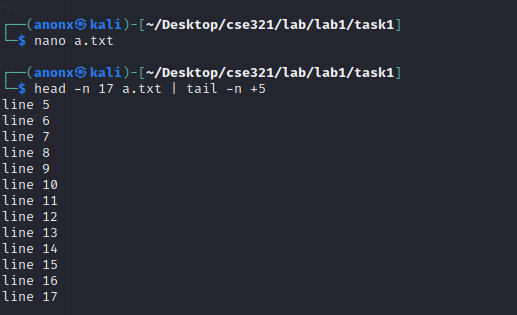 ┌──(anonx㉿kali)-[~/Desktop/cse321/lab/lab1/task1]
└─$ nano a.txt
┌──(anonx㉿kali)-[~/Desktop/cse321/lab/lab1/task1]
└─$ head -n 17 a.txt | tail -n +5
line 5
line 6
line 7
line 8
line 9
line 10
line 11
line 12
line 13
line 14
line 15
line 16
line 17